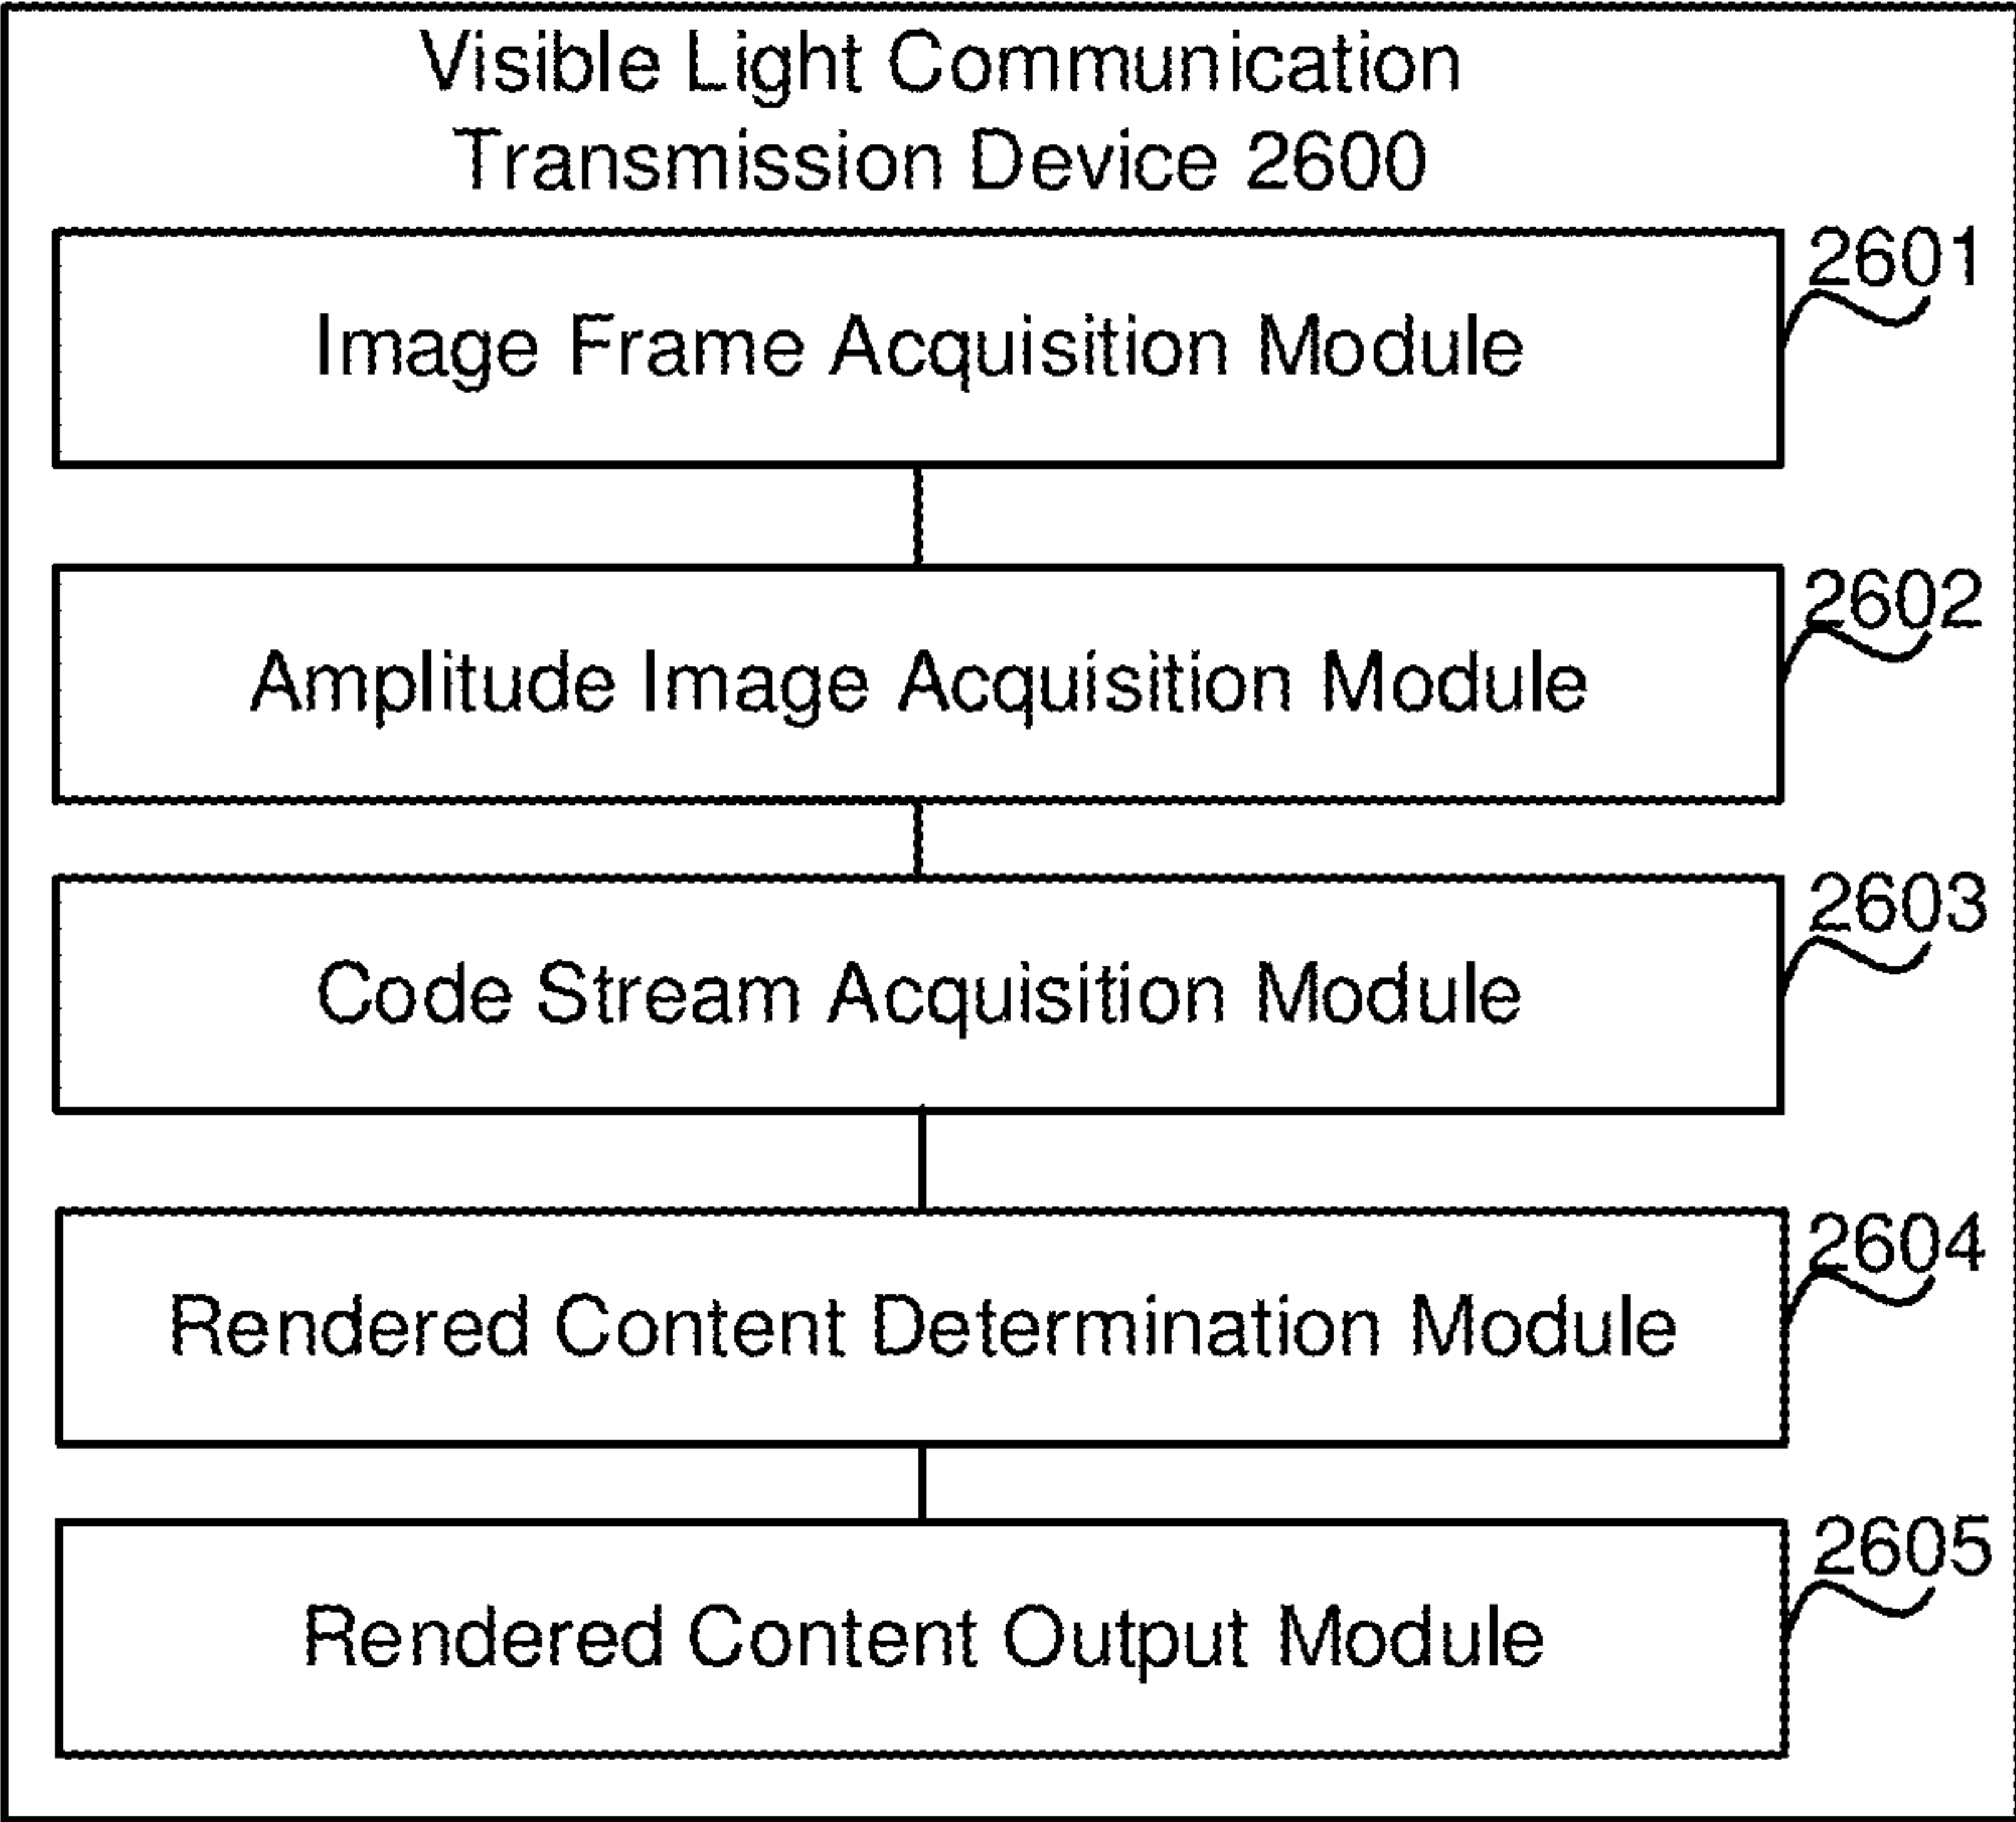 Visible Light Communication
Transmission Device 2600
2601
Image Frame Acquisition Module
2602
Amplitude Image Acquisition Module
2603
Code Stream Acquisition Module
2604
Rendered Content Determination Module
2605
Rendered Content Output Module